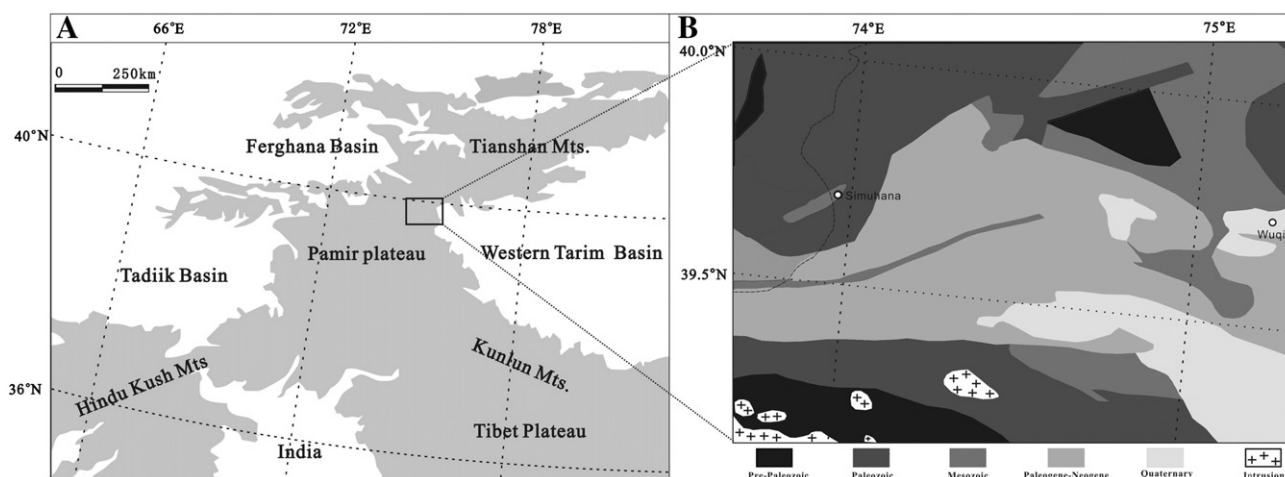 A
66°E
72°E
78°E
0 250km
40°N
Ferghana Basin
Tianshan Mts.
Pamir plateau
Western Tarim Basin
Tadiik Basin
Hindu Kush Mts
Kunlun Mts.
36°N
India
Tibet Plateau
B
74°E
75°E
40.0°N
Simuhana
Wuqi
39.5°N
Pre-Paleozoic
Paleozoic
Mesozoic
Paleogene-Neogene
Quaternary
Intrusion